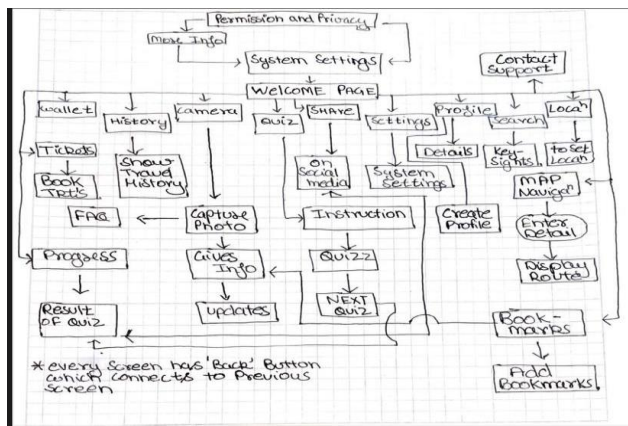 Permission and Privacy
More Info
System Settings
Contact
Support
WELCOME PAGE
Wallet
History
Camera
QUIZ
SHARE
Settings
Profile
Search
Locaⁿ
Tickets
Show
Travel
History
on
Social
media
System
Settings
Details
Key-
Sights
to Set
Locaⁿ
Book
MAP
Navigⁿ
FAQ
Capture
Photo
Instruction
Create
Profile
Enter
Detail
Progress
Gives
Info
Quizz
Display
Route
Result
OF QUIZ
updates
NEXT
QUIZ
Book-
marks
Add
Bookmarks
* every screen has 'Back' Button
which connects to Previous
screen